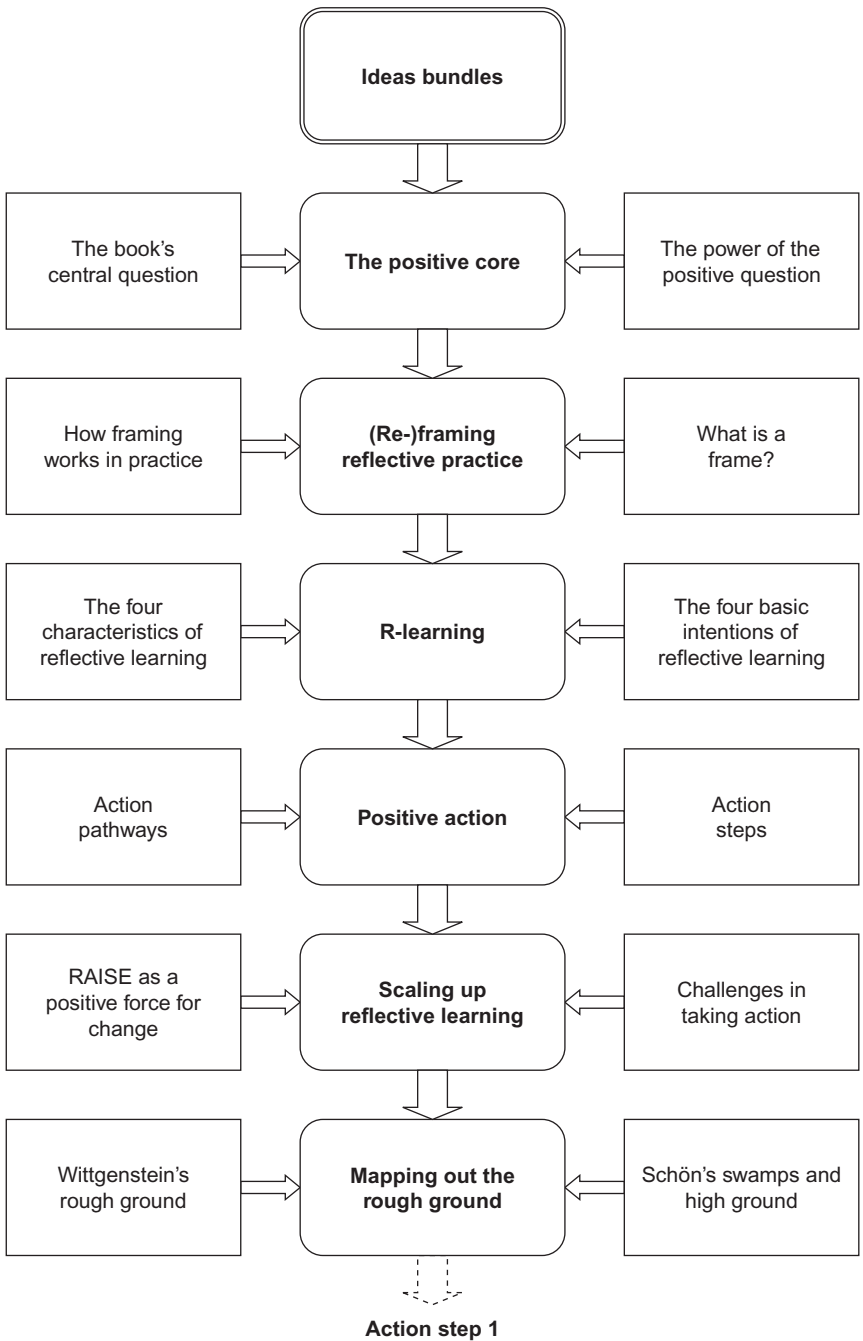 Ideas bundles
The book's
central question
The positive core
The power of the
positive question
How framing
works in practice
(Re-)framing
reflective practice
What is a
frame?
The four
characteristics of
reflective learning
R-learning
The four basic
intentions of
reflective learning
Action
pathways
Positive action
Action
steps
RAISE as a
positive force for
change
Scaling up
reflective learning
Challenges in
taking action
Wittgenstein's
rough ground
Mapping out the
rough ground
Schön's swamps and
high ground
Action step 1